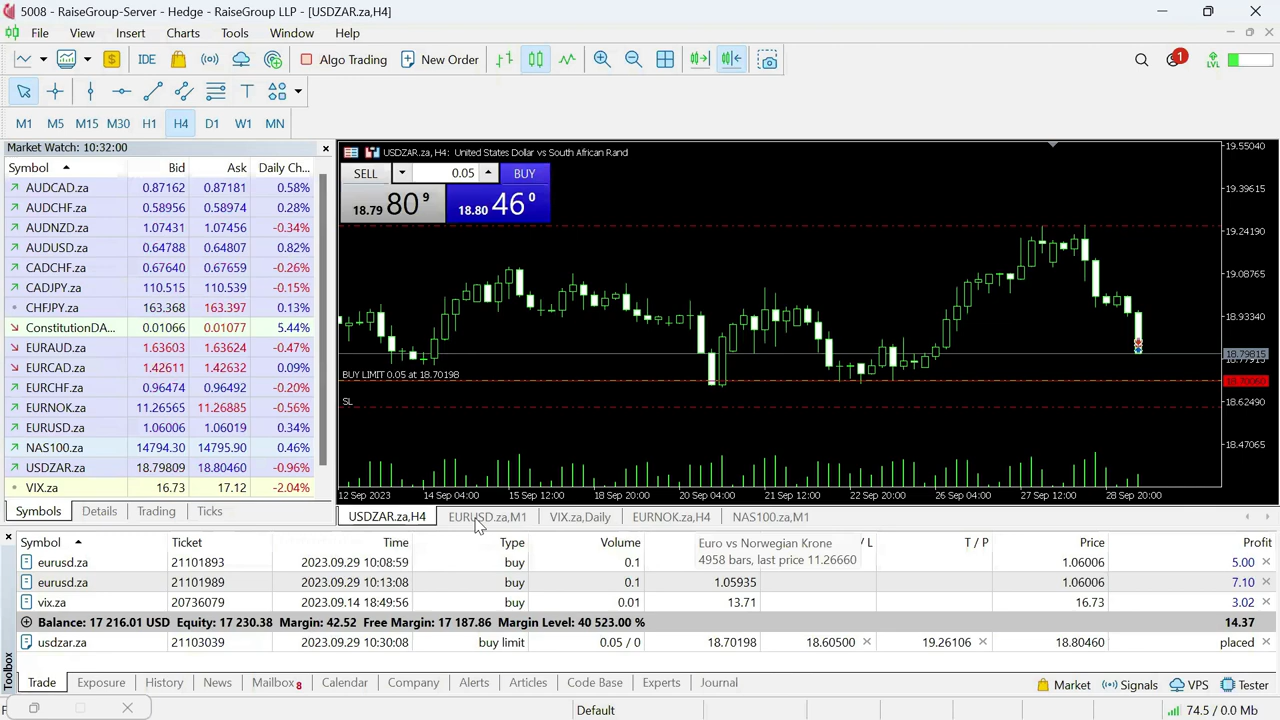 5008 - RaiseGroup-Server - Hedge - RaiseGroup LLP - [USDZAR.za,H4]
File View Insert Charts Tools Window Help
$ IDE Algo Trading New Order 1 LVL
T
M1 M5 M15 M30 H1 H4 D1 W1 MN
Market Watch: 10:32:00
Symbol Bid Ask Daily Ch...
AUDCAD.za 0.87162 0.87181 0.58%
AUDCHF.za 0.58956 0.58974 0.28%
AUDNZD.za 1.07431 1.07456 -0.34%
AUDUSD.za 0.64788 0.64807 0.82%
CADCHF.za 0.67640 0.67659 -0.26%
CADJPY.za 110.515 110.539 -0.15%
CHFJPY.za 163.368 163.397 0.13%
ConstitutionDA... 0.01066 0.01077 5.44%
EURAUD.za 1.63603 1.63624 -0.47%
EURCAD.za 1.42611 1.42632 0.09%
EURCHF.za 0.96474 0.96492 -0.20%
EURNOK.za 11.26565 11.26885 -0.56%
EURUSD.za 1.06006 1.06019 0.34%
NAS100.za 14794.30 14795.90 0.46%
USDZAR.za 18.79809 18.80460 -0.96%
VIX.za 16.73 17.12 -2.04%
Symbols Details Trading Ticks
USDZAR.za, H4: United States Dollar vs South African Rand
SELL 0.05 BUY
18.79 80 9 18.80 46 0
19.55040
19.39615
19.24190
19.08765
18.93340
18.79815
BUY LIMIT 0.05 at 18.70198
SL
18.62490
18.47065
12 Sep 2023 14 Sep 04:00 15 Sep 12:00 18 Sep 20:00 20 Sep 04:00 21 Sep 12:00 22 Sep 20:00 26 Sep 04:00 27 Sep 12:00 28 Sep 20:00
USDZAR.za,H4 EURUSD.za,M1 VIX.za,Daily EURNOK.za,H4 NAS100.za,M1
Euro vs Norwegian Krone
4958 bars, last price 11.26660
Symbol Ticket Time Type Volume / L T / P Price Profit
eurusd.za 21101893 2023.09.29 10:08:59 buy 0.1 1.06006 5.00
eurusd.za 21101989 2023.09.29 10:13:08 buy 0.1 1.05935 1.06006 7.10
vix.za 20736079 2023.09.14 18:49:56 buy 0.01 13.71 16.73 3.02
Balance: 17 216.01 USD Equity: 17 230.38 Margin: 42.52 Free Margin: 17 187.86 Margin Level: 40 523.00 % 14.37
usdzar.za 21103039 2023.09.29 10:30:08 buy limit 0.05 / 0 18.70198 18.60500 19.26106 18.80460 placed
Toolbox
Trade Exposure History News Mailbox 8 Calendar Company Alerts Articles Code Base Experts Journal Market Signals VPS Tester
Default 74.5 / 0.0 Mb